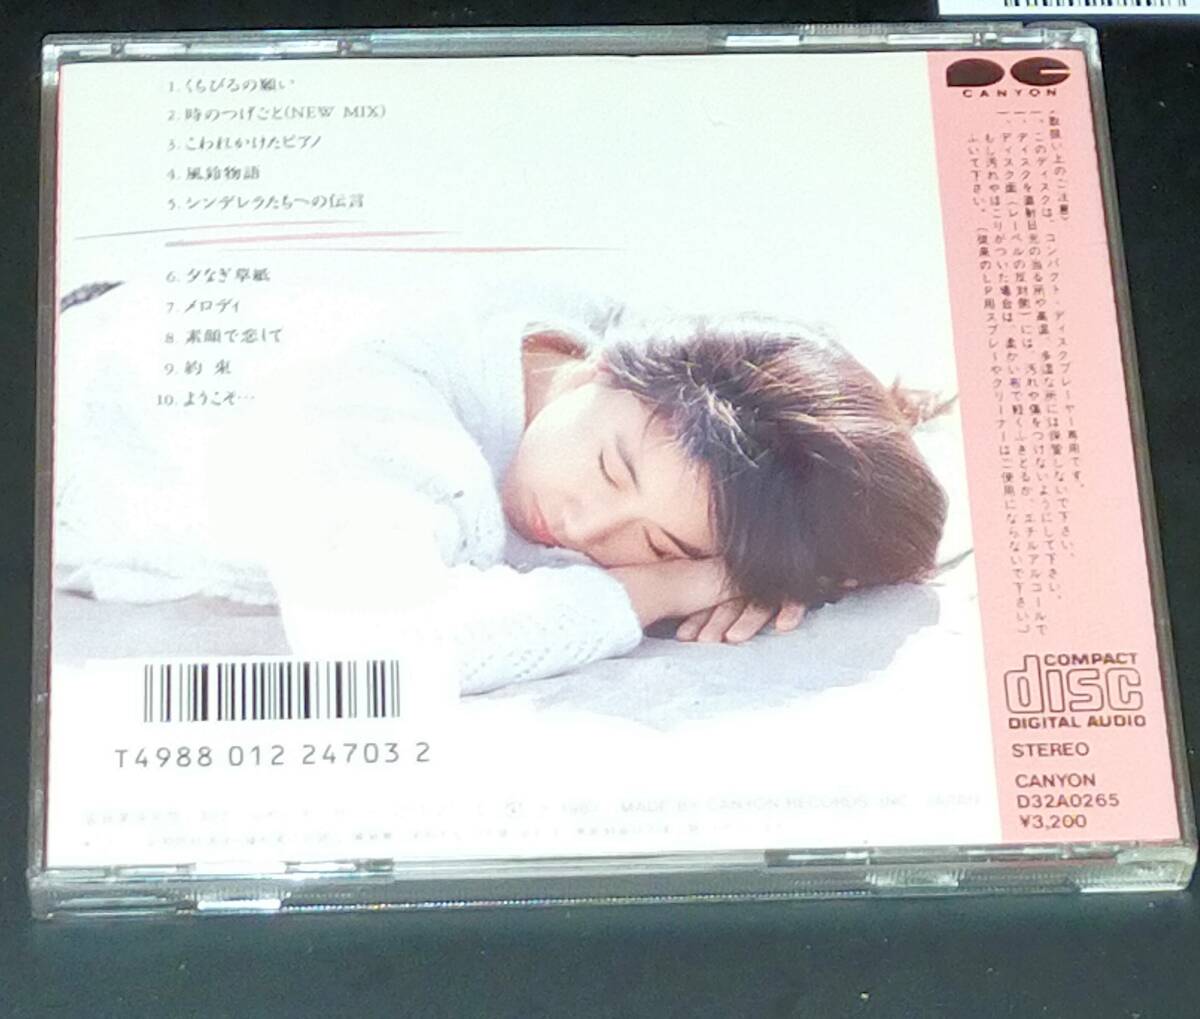 1. くちびるの願い
2. 時のつげごと(NEW MIX)
3. こわれかけたピアノ
4. 風鈴物語
5. シンデレラたちへの伝言
6. 夕なぎ草紙
7. メロディ
8. 素顔で恋して
9. 約 束
10. ようこそ…
T4988 012 24703 2
MADE BY CANYON RECORDS, INC. JAPAN
CANYON
取扱い上のご注意)
一、このディスクは、コンパクト・ディスクプレーヤー専用です。
一、ディスクを直射日光の当る所や高温、多湿な所には保管しないで下さい。
一、ディスク面(レーベルの反対側)には、汚れや傷をつけないようにして下さい。
もし汚れやほこりがついた場合は、柔かい布で軽くふきとるか、エチルアルコールで
ふいて下さい。(従来のLP用スプレーやクリーナーはご使用にならないで下さい。)
COMPACT
disc
DIGITAL AUDIO
STEREO
CANYON
D32A0265
¥3,200